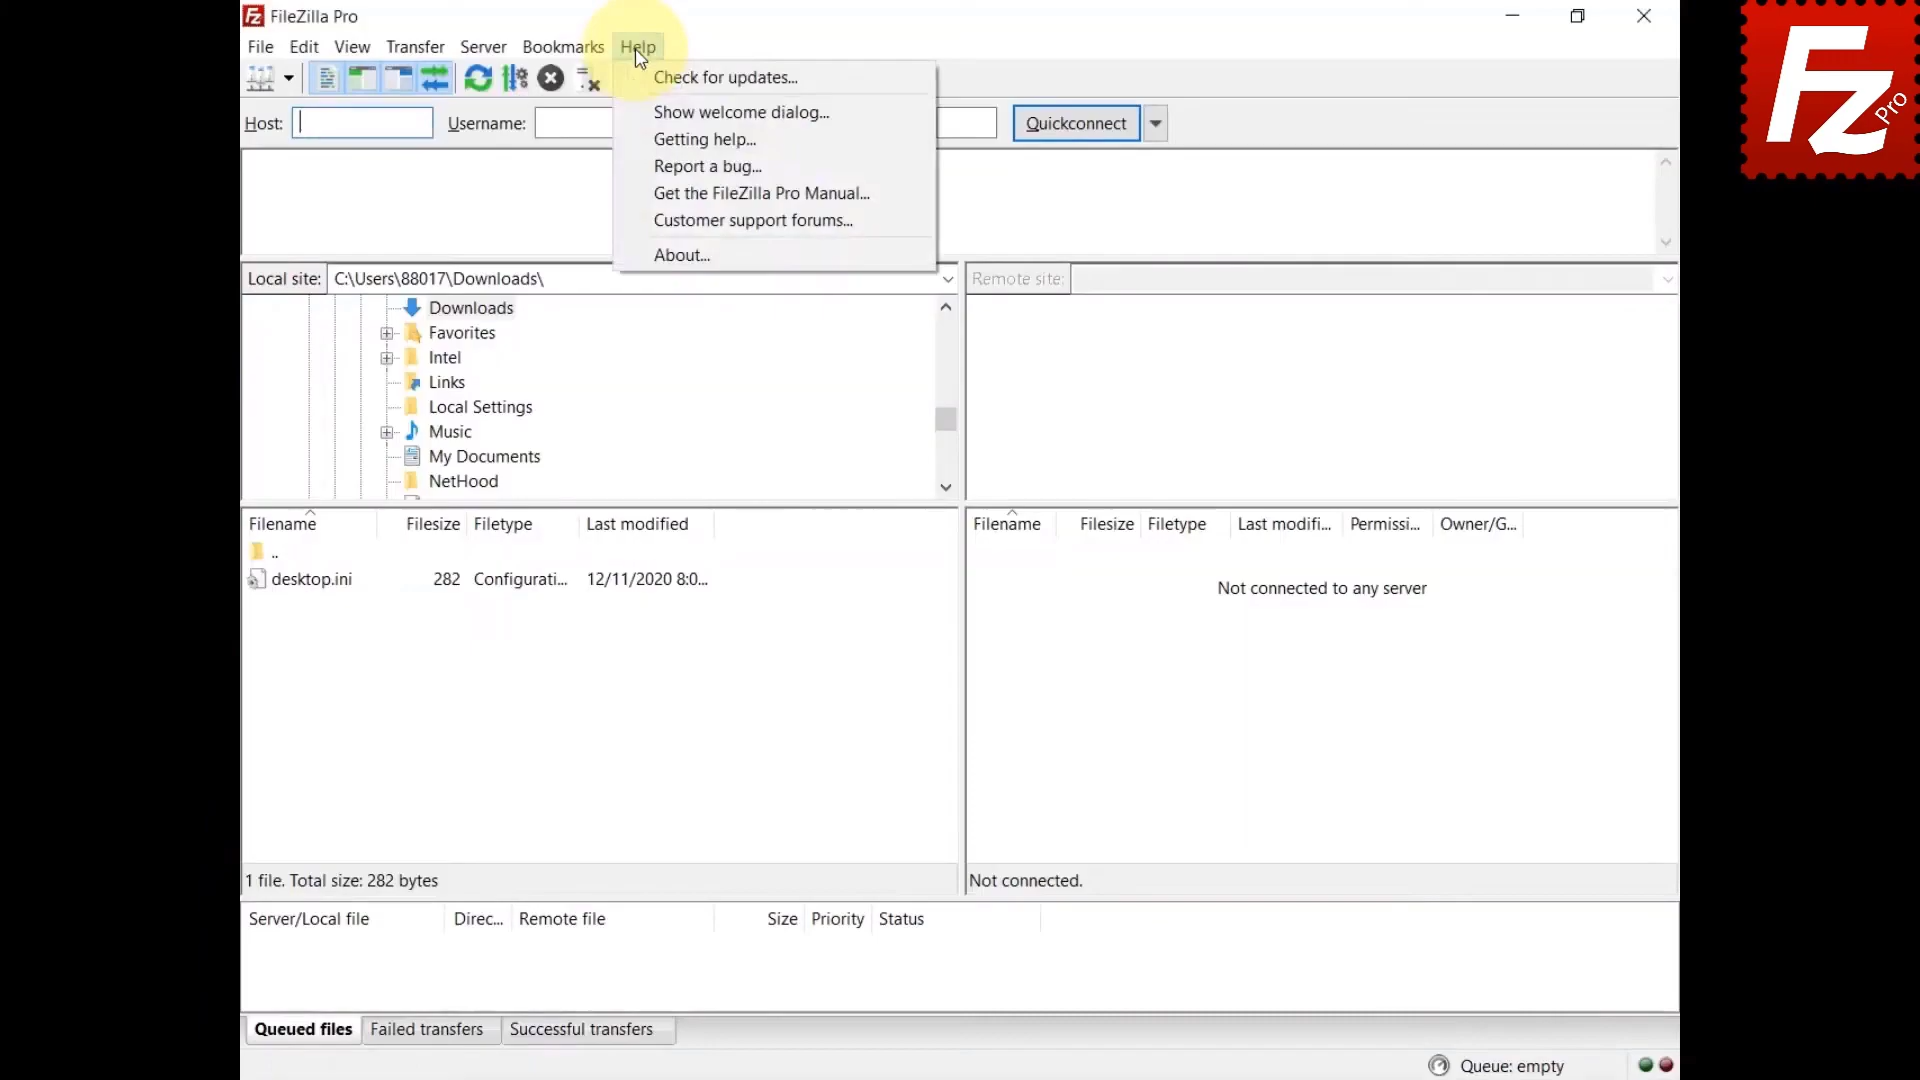 FileZilla Pro
File Edit View Transfer Server Bookmarks Help
Check for updates...
Host: Username: Quickconnect
Show welcome dialog...
Getting help...
Report a bug...
Get the FileZilla Pro Manual...
Customer support forums...
About...
Local site: C:\Users\88017\Downloads\
Remote site:
Downloads
Favorites
Intel
Links
Local Settings
Music
My Documents
NetHood
Filename Filesize Filetype Last modified
..
desktop.ini 282 Configurati... 12/11/2020 8:0...
1 file. Total size: 282 bytes
Filename Filesize Filetype Last modifi... Permissi... Owner/G...
Not connected to any server
Not connected.
Server/Local file Direc... Remote file Size Priority Status
Queued files Failed transfers Successful transfers
Queue: empty
Fz Pro